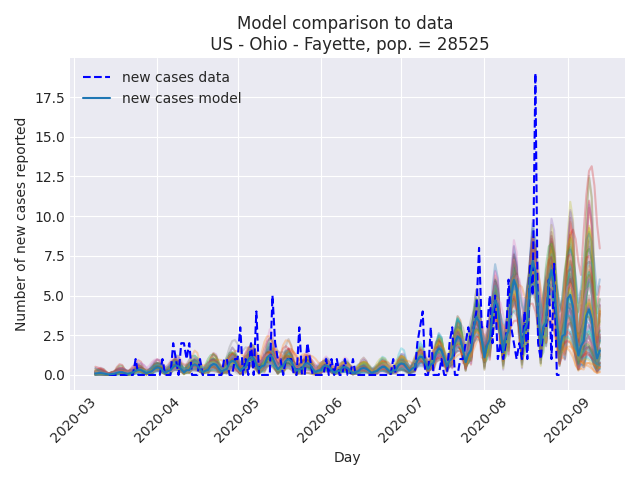 Model comparison to data
US - Ohio - Fayette, pop. = 28525
new cases data
new cases model
Number of new cases reported
17.5
15.0
12.5
10.0
7.5
5.0
2.5
0.0
2020-03
2020-04
2020-05
2020-06
2020-07
2020-08
2020-09
Day